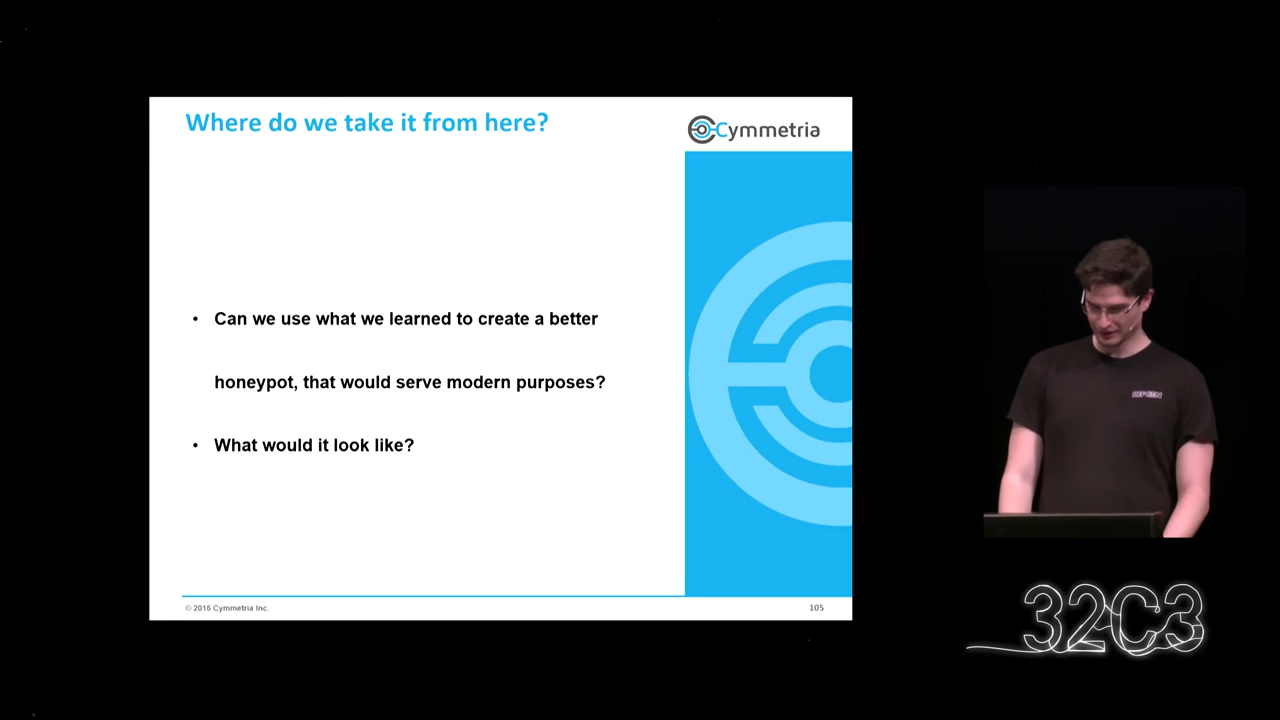 Where do we take it from here?
Cymmetria
• Can we use what we learned to create a better
honeypot, that would serve modern purposes?
• What would it look like?
© 2015 Cymmetria Inc.
105
DEFCON
32C3